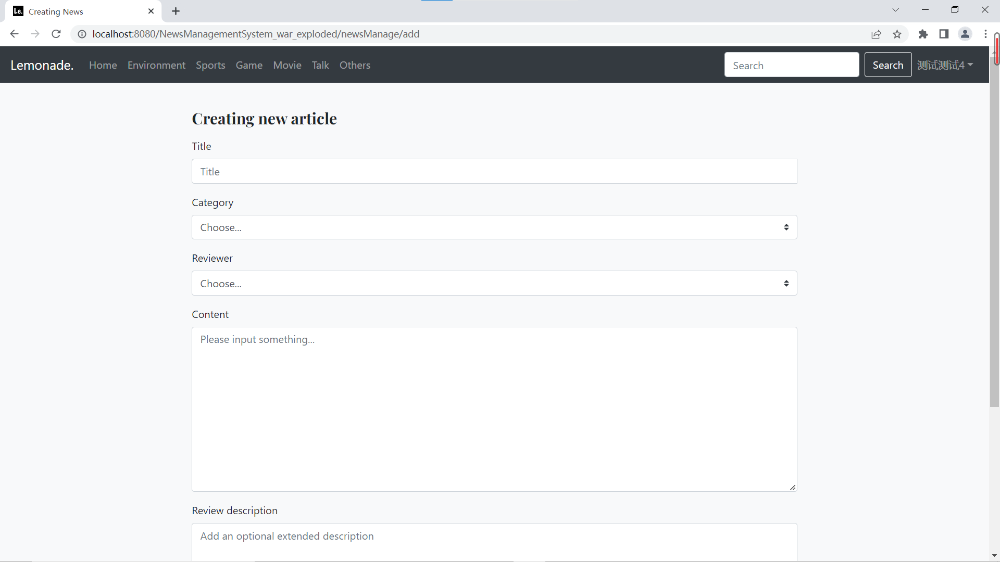 Le. Creating News
localhost:8080/NewsManagementSystem_war_exploded/newsManage/add
Lemonade. Home Environment Sports Game Movie Talk Others Search Search 测试测试4
Creating new article
Title
Title
Category
Choose...
Reviewer
Choose...
Content
Please input something...
Review description
Add an optional extended description